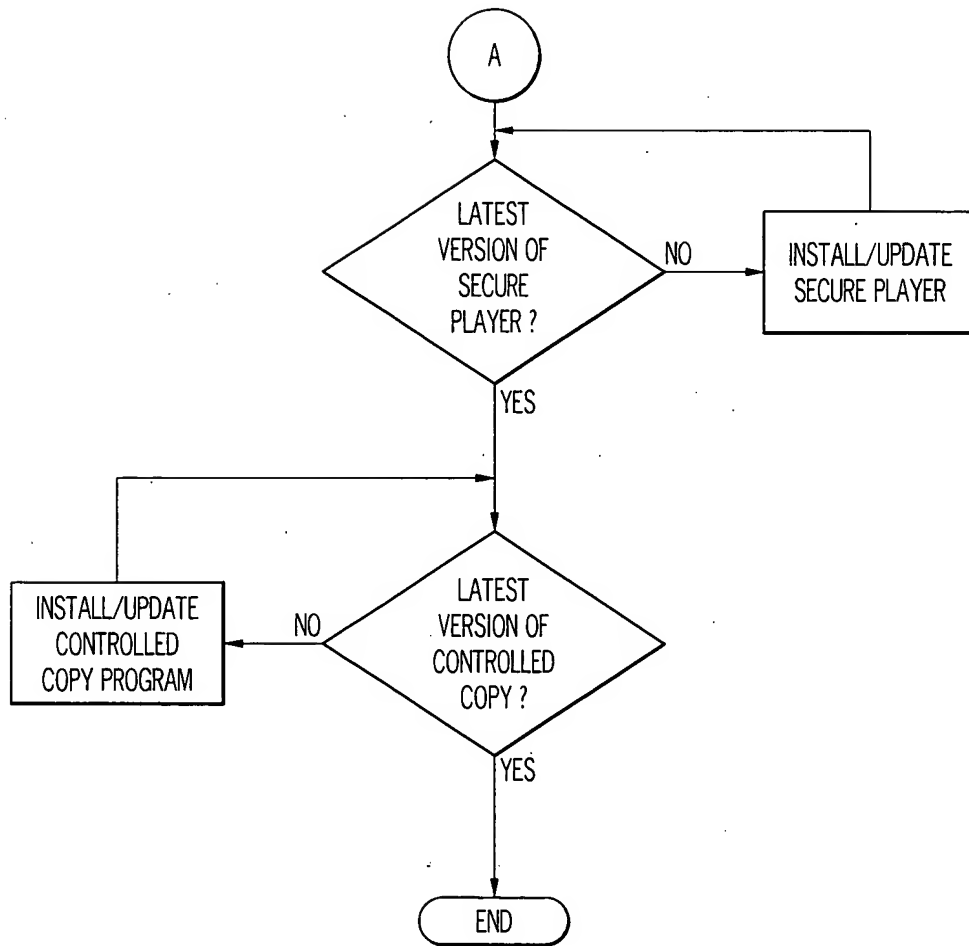 A
LATEST
VERSION OF
SECURE
PLAYER ?
NO
INSTALL/UPDATE
SECURE PLAYER
YES
LATEST
VERSION OF
CONTROLLED
COPY ?
NO
INSTALL/UPDATE
CONTROLLED
COPY PROGRAM
YES
END